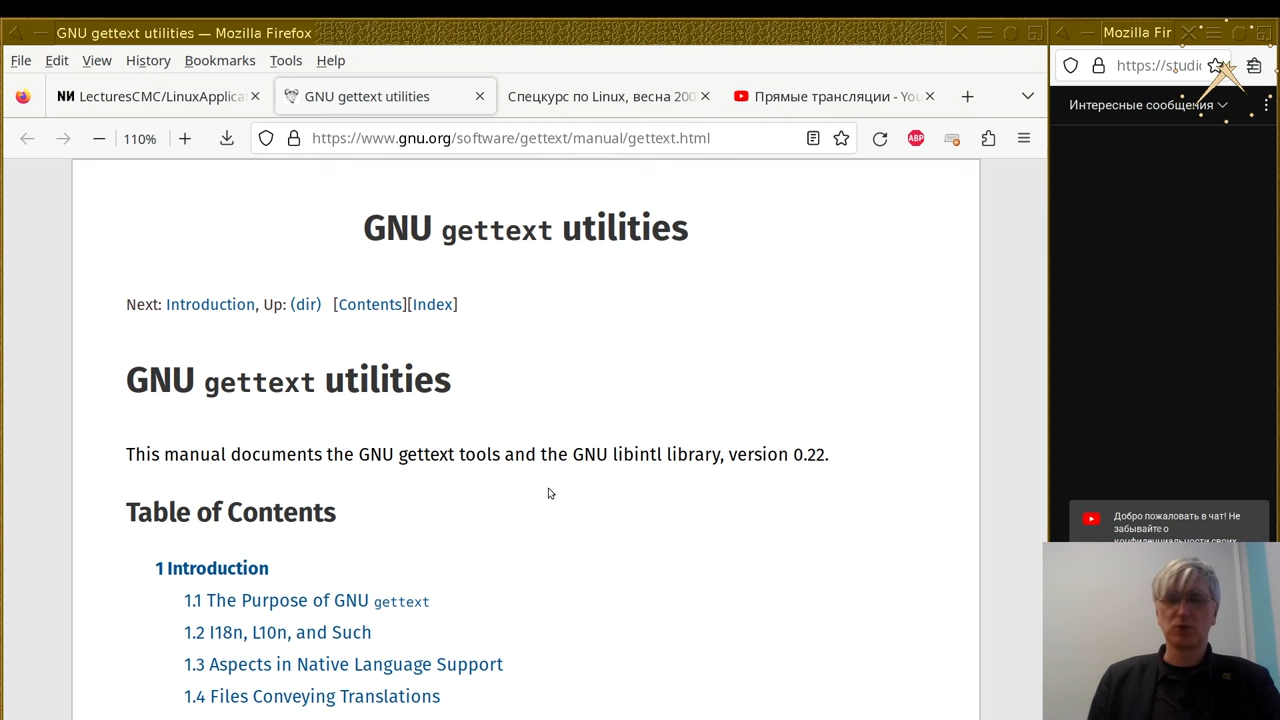 GNU gettext utilities — Mozilla Firefox
Mozilla Fir
File Edit View History Bookmarks Tools Help
https://studio
LecturesCMC/LinuxApplica
GNU gettext utilities
Спецкурс по Linux, весна 200
Прямые трансляции - You
Интересные сообщения
110%
https://www.gnu.org/software/gettext/manual/gettext.html
ABP
GNU gettext utilities
Next: Introduction, Up: (dir) [Contents][Index]
GNU gettext utilities
This manual documents the GNU gettext tools and the GNU libintl library, version 0.22.
Table of Contents
1 Introduction
1.1 The Purpose of GNU gettext
1.2 I18n, L10n, and Such
1.3 Aspects in Native Language Support
1.4 Files Conveying Translations
Добро пожаловать в чат! Не
забывайте о
конфиденциальности своих